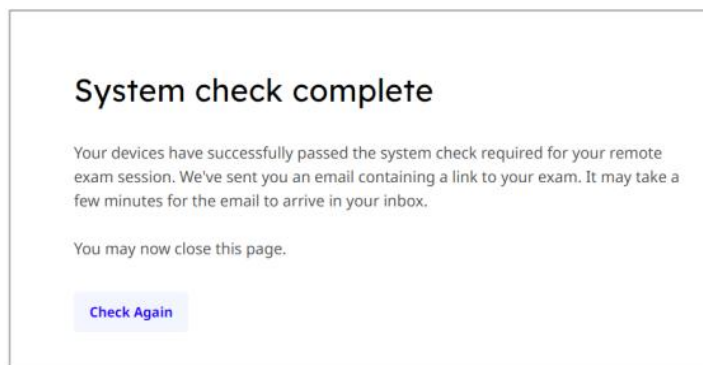 System check complete
Your devices have successfully passed the system check required for your remote
exam session. We've sent you an email containing a link to your exam. It may take a
few minutes for the email to arrive in your inbox.
You may now close this page.
Check Again